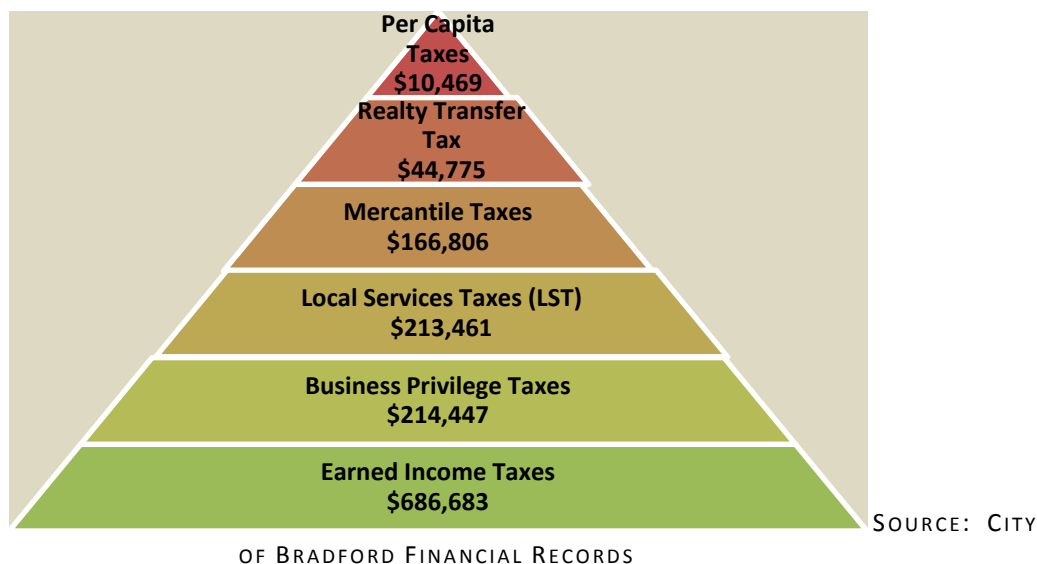 Per Capita
Taxes
$10,469
Realty Transfer
Tax
$44,775
Mercantile Taxes
$166,806
Local Services Taxes (LST)
$213,461
Business Privilege Taxes
$214,447
Earned Income Taxes
$686,683
SOURCE: CITY
OF BRADFORD FINANCIAL RECORDS